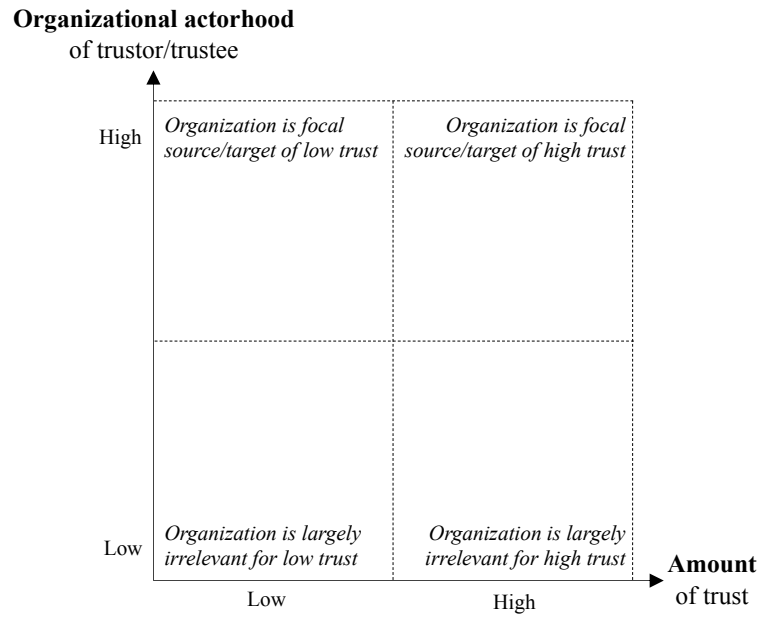 Organizational actorhood
of trustor/trustee
High
Organization is focal
source/target of low trust
Organization is focal
source/target of high trust
Low
Organization is largely
irrelevant for low trust
Organization is largely
irrelevant for high trust
Amount
of trust
Low
High